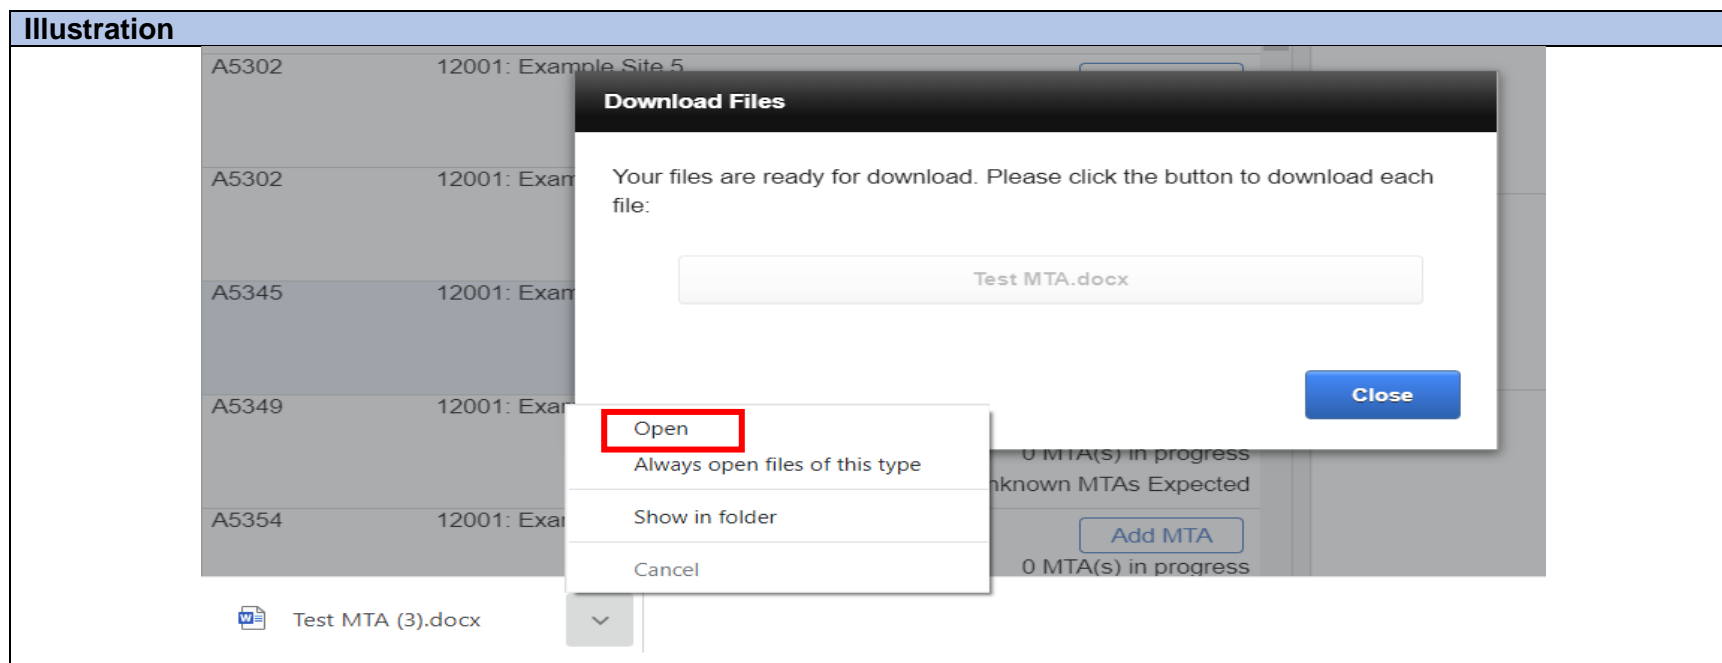 Illustration
A5302 12001: Example Site 5
Download Files
A5302 12001: Exam
Your files are ready for download. Please click the button to download each
file:
Test MTA.docx
A5345 12001: Exam
Close
A5349 12001: Exam
Open
Always open files of this type
0 MTA(s) in progress
nknown MTAs Expected
Show in folder
A5354 12001: Exa
Add MTA
Cancel
0 MTA(s) in progress
Test MTA (3).docx